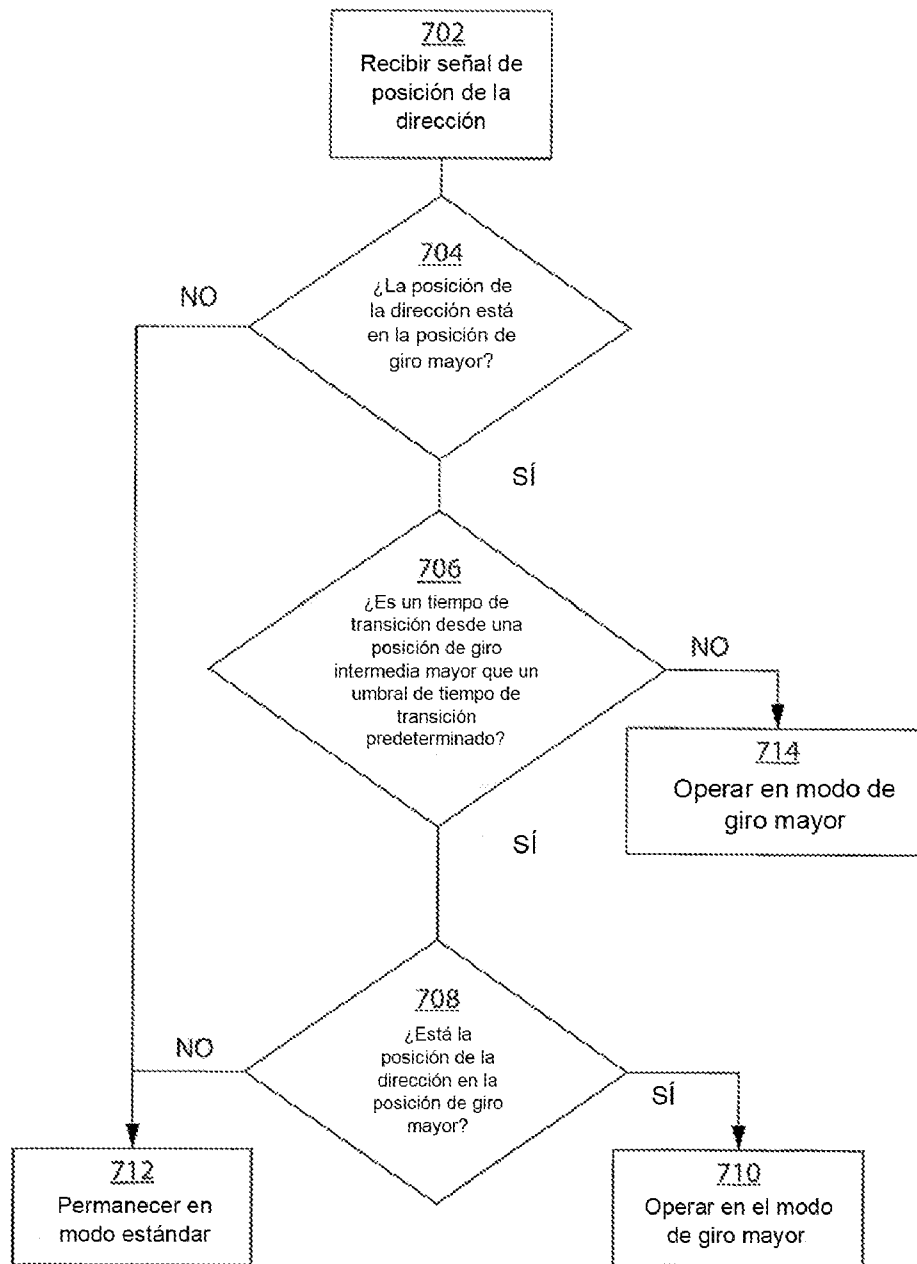 702
Recibir señal de
posición de la
dirección
704
¿La posición de
la dirección está
en la posición de
giro mayor?
NO
SÍ
706
¿Es un tiempo de
transición desde una
posición de giro
intermedia mayor que un
umbral de tiempo de
transición
predeterminado?
NO
714
Operar en modo de
giro mayor
SÍ
708
¿Está la
posición de la
dirección en la
posición de giro
mayor?
NO
SÍ
712
Permanecer en
modo estándar
710
Operar en el modo
de giro mayor